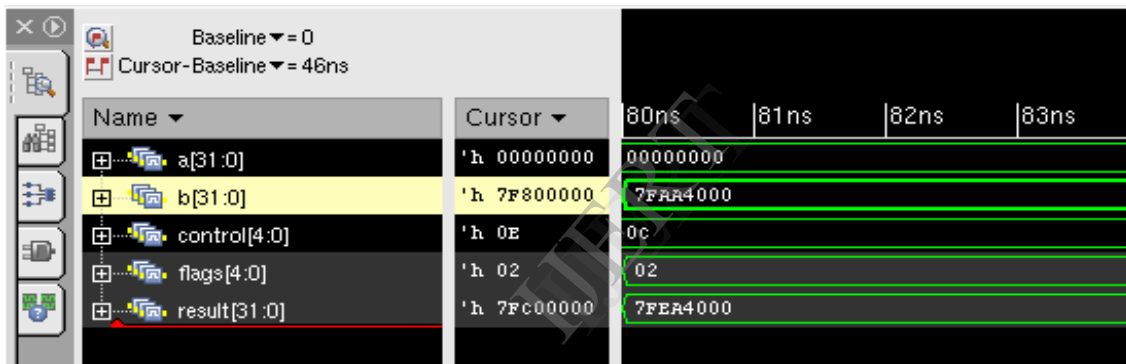 Baseline ▼= 0
Cursor-Baseline ▼= 46ns
Name ▼ Cursor ▼ 80ns 81ns 82ns 83ns
a[31:0] 'h 00000000 00000000
b[31:0] 'h 7F800000 7FAA4000
control[4:0] 'h 0E 0C
flags[4:0] 'h 02 02
result[31:0] 'h 7FC00000 7FEA4000
IJERT